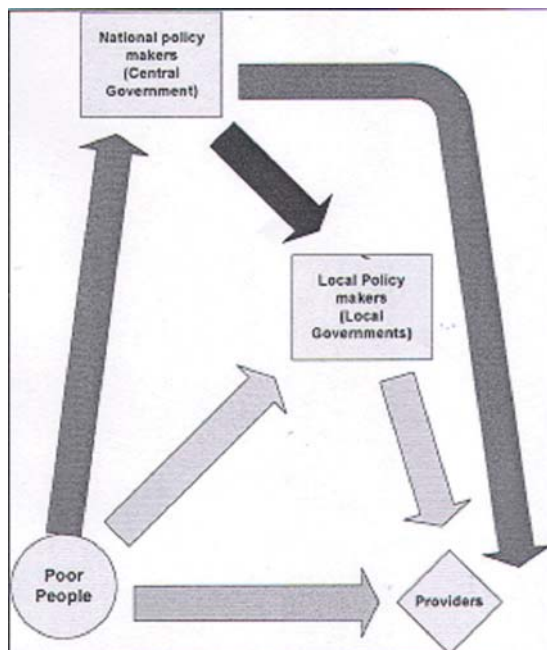 National policy
makers
(Central
Government)
Local Policy
makers
(Local
Governments)
Poor
People
Providers